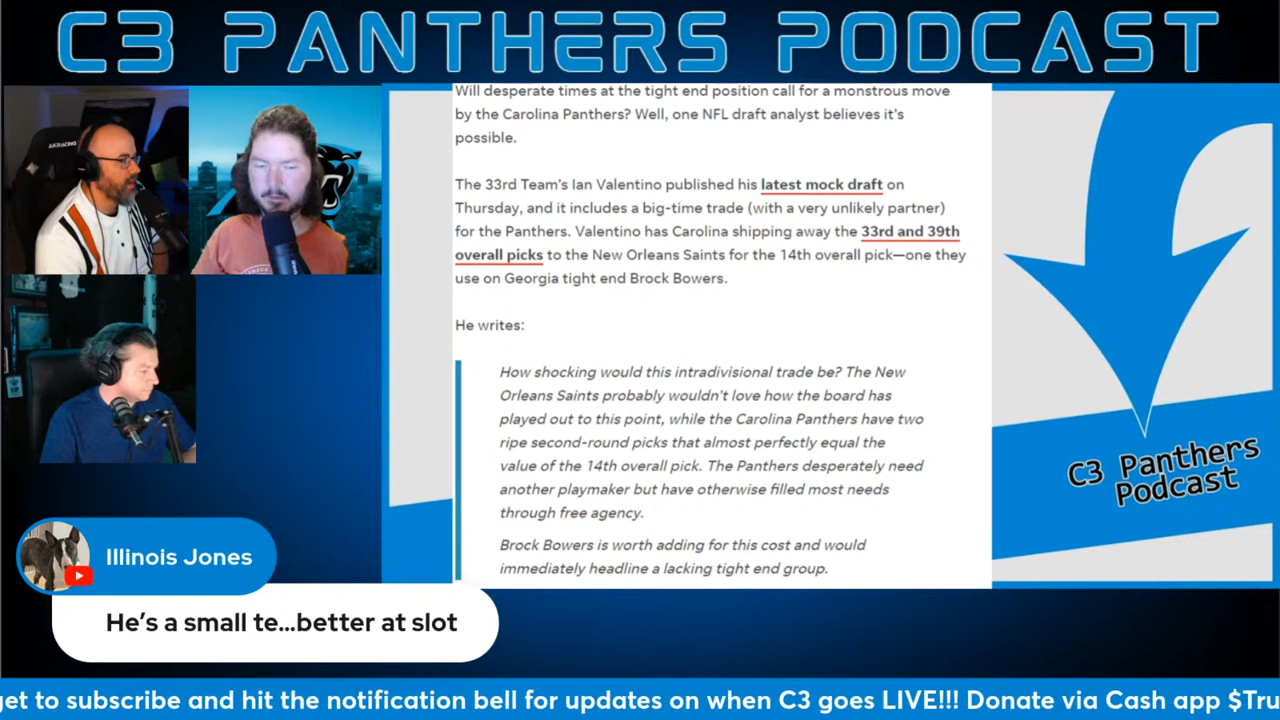 C3 PANTHERS PODCAST
Will desperate times at the tight end position call for a monstrous move
by the Carolina Panthers? Well, one NFL draft analyst believes it's
possible.
The 33rd Team's Ian Valentino published his latest mock draft on
Thursday, and it includes a big-time trade (with a very unlikely partner)
for the Panthers. Valentino has Carolina shipping away the 33rd and 39th
overall picks to the New Orleans Saints for the 14th overall pick—one they
use on Georgia tight end Brock Bowers.
He writes:
How shocking would this intradivisional trade be? The New
Orleans Saints probably wouldn't love how the board has
played out to this point, while the Carolina Panthers have two
ripe second-round picks that almost perfectly equal the
value of the 14th overall pick. The Panthers desperately need
another playmaker but have otherwise filled most needs
through free agency.
Brock Bowers is worth adding for this cost and would
immediately headline a lacking tight end group.
C3 Panthers
Podcast
Illinois Jones
He's a small te...better at slot
get to subscribe and hit the notification bell for updates on when C3 goes LIVE!!! Donate via Cash app $Tru